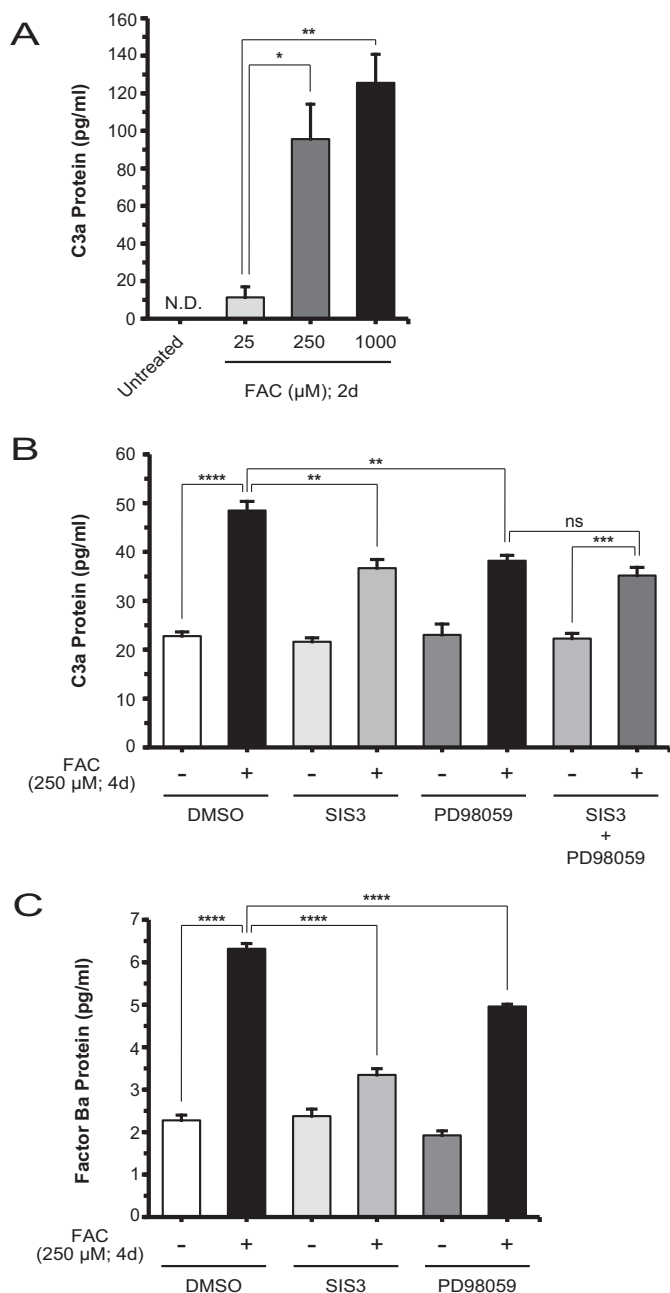 A
C3a Protein (pg/ml)
160
140
120
100
80
60
40
20
0
**
*
N.D.
Untreated
25 250 1000
FAC (μM); 2d
B
C3a Protein (pg/ml)
60
50
40
30
20
10
0
**
**** **
ns
***
FAC
(250 μM; 4d)
- + - + - + - +
DMSO SIS3 PD98059 SIS3
+
PD98059
C
Factor Ba Protein (pg/ml)
7
6
5
4
3
2
1
0
****
**** ****
FAC
(250 μM; 4d)
- + - + - +
DMSO SIS3 PD98059